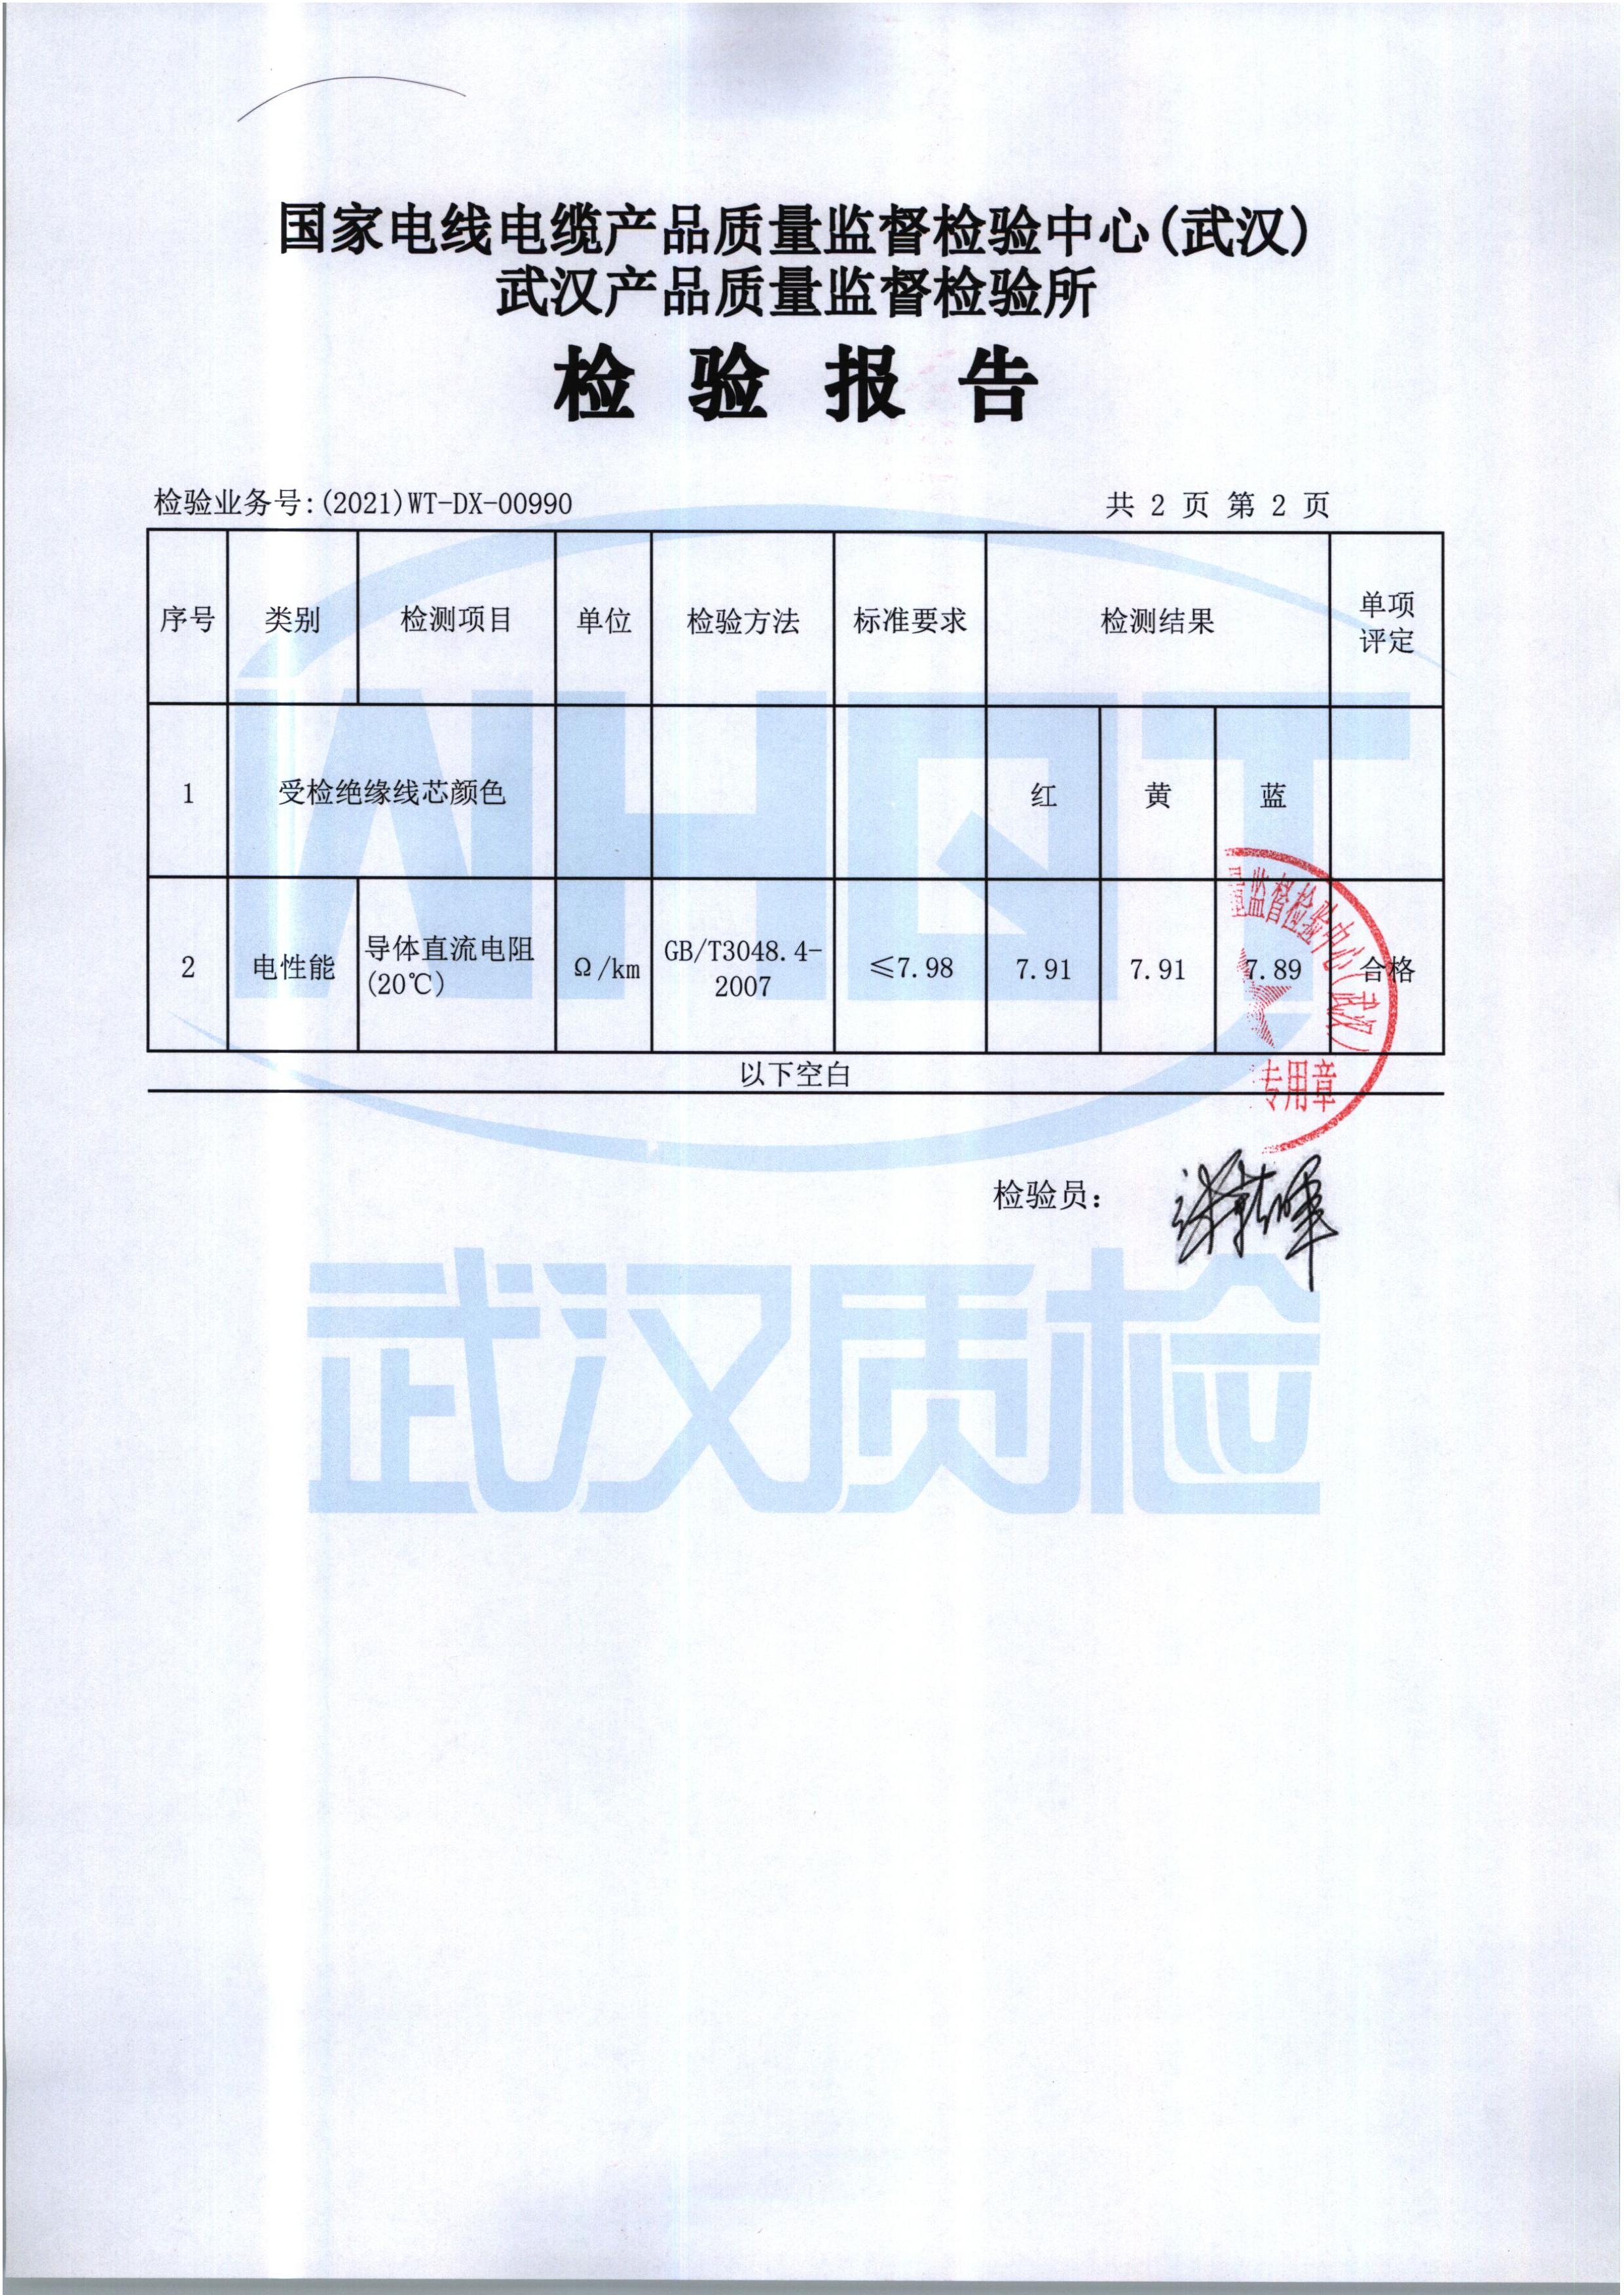 国家电线电缆产品质量监督检验中心(武汉)
武汉产品质量监督检验所
检验报告
检验业务号:(2021)WT-DX-00990
共 2 页 第 2 页
序号 类别 检测项目 单位 检验方法 标准要求 检测结果 单项
评定
1 受检绝缘线芯颜色 红 黄 蓝
2 电性能 导体直流电阻
(20℃) Ω/km GB/T3048.4-
2007 ≤7.98 7.91 7.91 7.89 合格
以下空白
量监督检验中心(武汉)
专用章
检验员:
WHQT
武汉质检